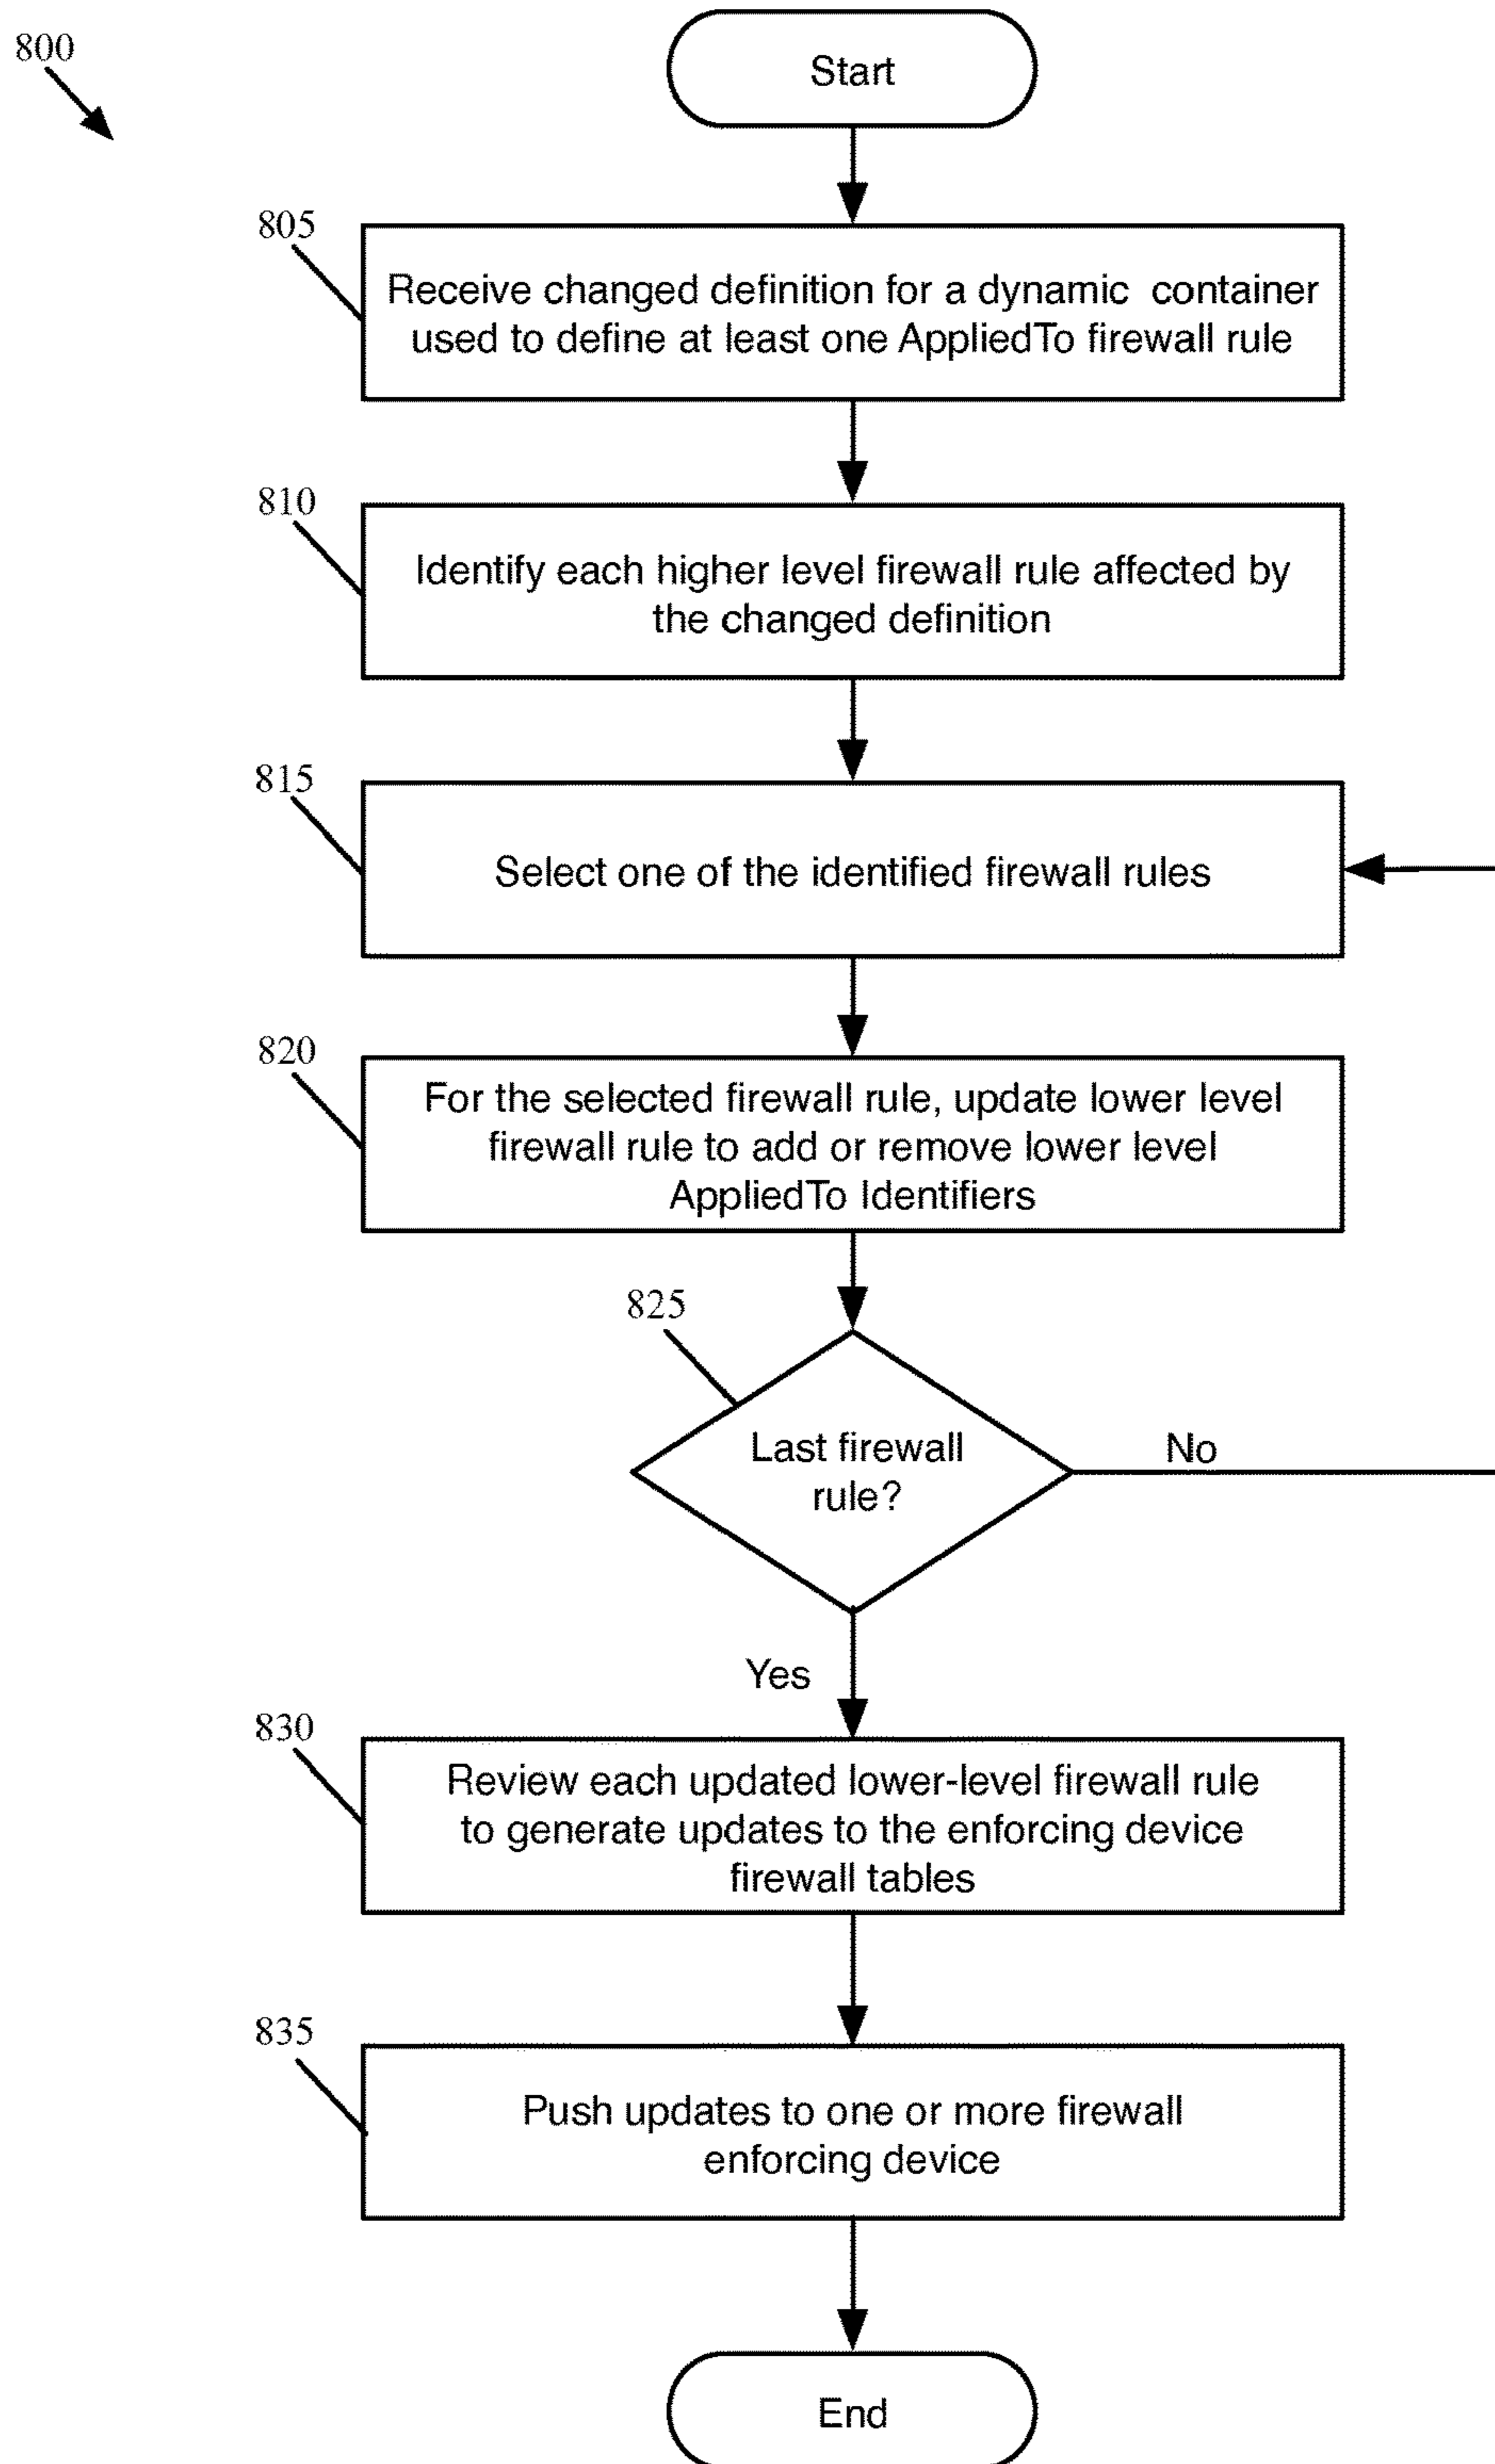 800
Start
805
Receive changed definition for a dynamic container
used to define at least one AppliedTo firewall rule
810
Identify each higher level firewall rule affected by
the changed definition
815
Select one of the identified firewall rules
820
For the selected firewall rule, update lower level
firewall rule to add or remove lower level
AppliedTo Identifiers
825
Last firewall
rule?
No
Yes
830
Review each updated lower-level firewall rule
to generate updates to the enforcing device
firewall tables
835
Push updates to one or more firewall
enforcing device
End